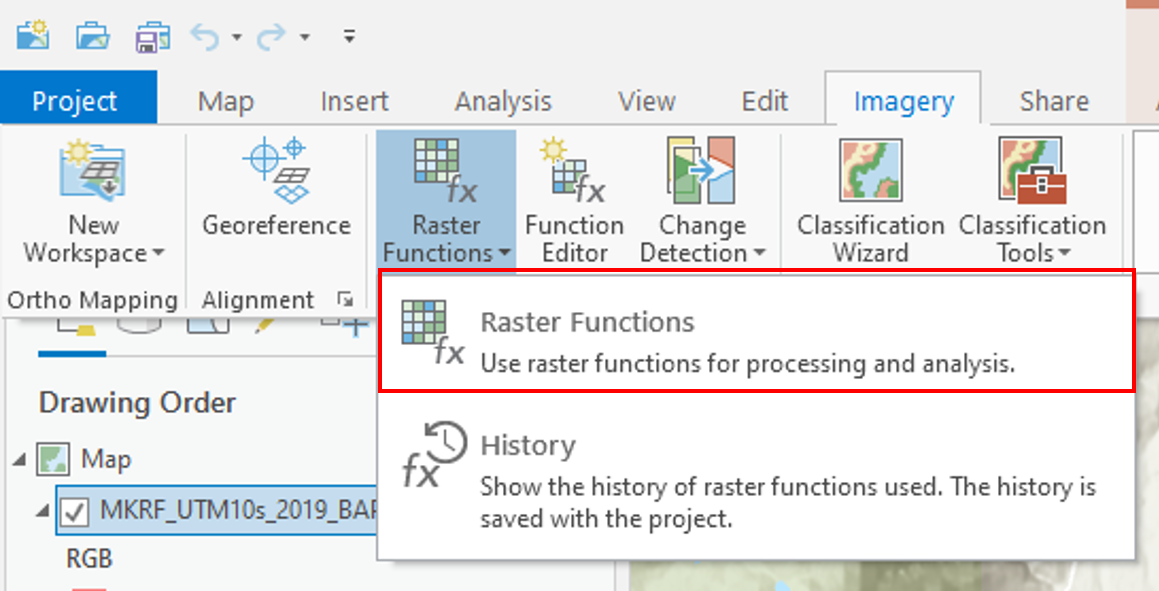 Project Map Insert Analysis View Edit Imagery Share
New Workspace
Georeference
Raster Functions
Function Editor
Change Detection
Classification Wizard
Classification Tools
Ortho Mapping
Alignment
Raster Functions
Use raster functions for processing and analysis.
History
Show the history of raster functions used. The history is
saved with the project.
Drawing Order
Map
MKRF_UTM10s_2019_BAP
RGB